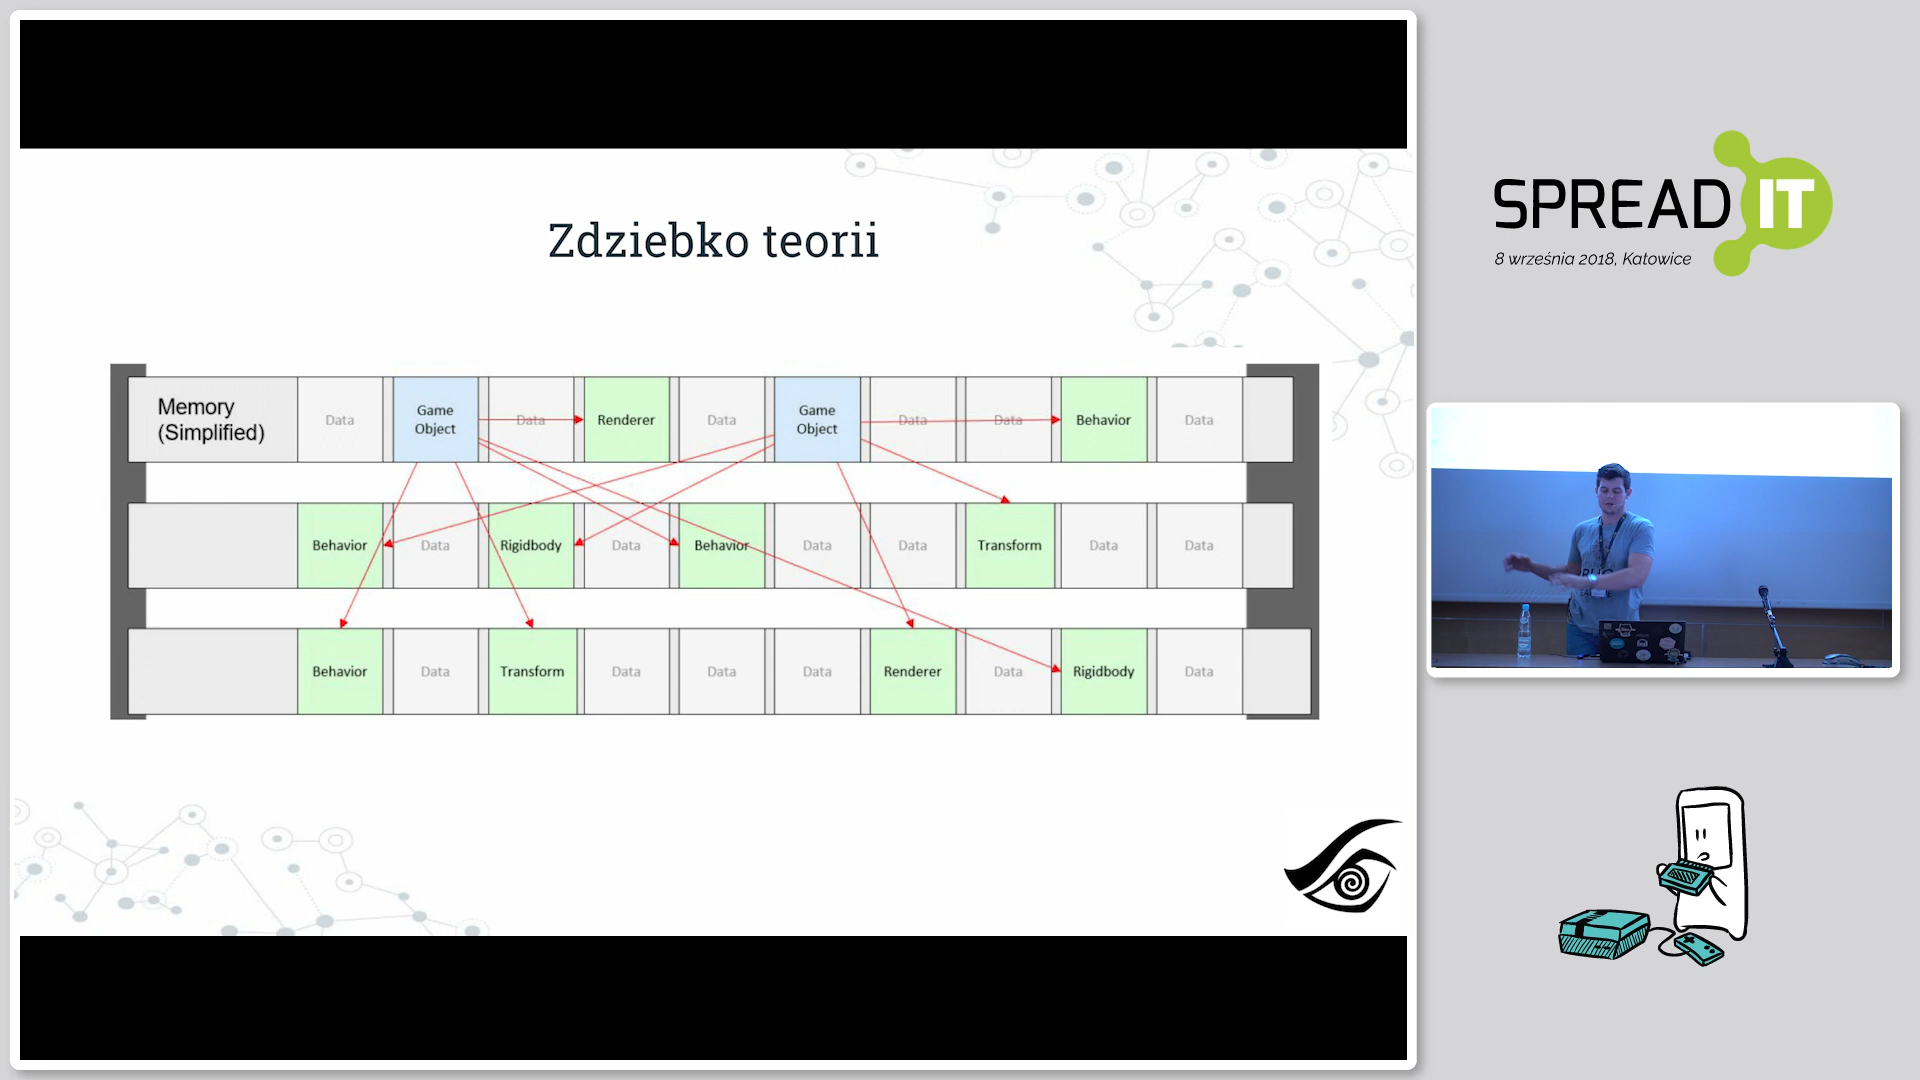 Zdziebko teorii
Memory
(Simplified)
Data
Game
Object
Data
Renderer
Data
Game
Object
Data
Data
Behavior
Data
Behavior
Data
Rigidbody
Data
Behavior
Data
Data
Transform
Data
Data
Behavior
Data
Transform
Data
Data
Data
Renderer
Data
Rigidbody
Data
SPREAD IT
8 września 2018, Katowice